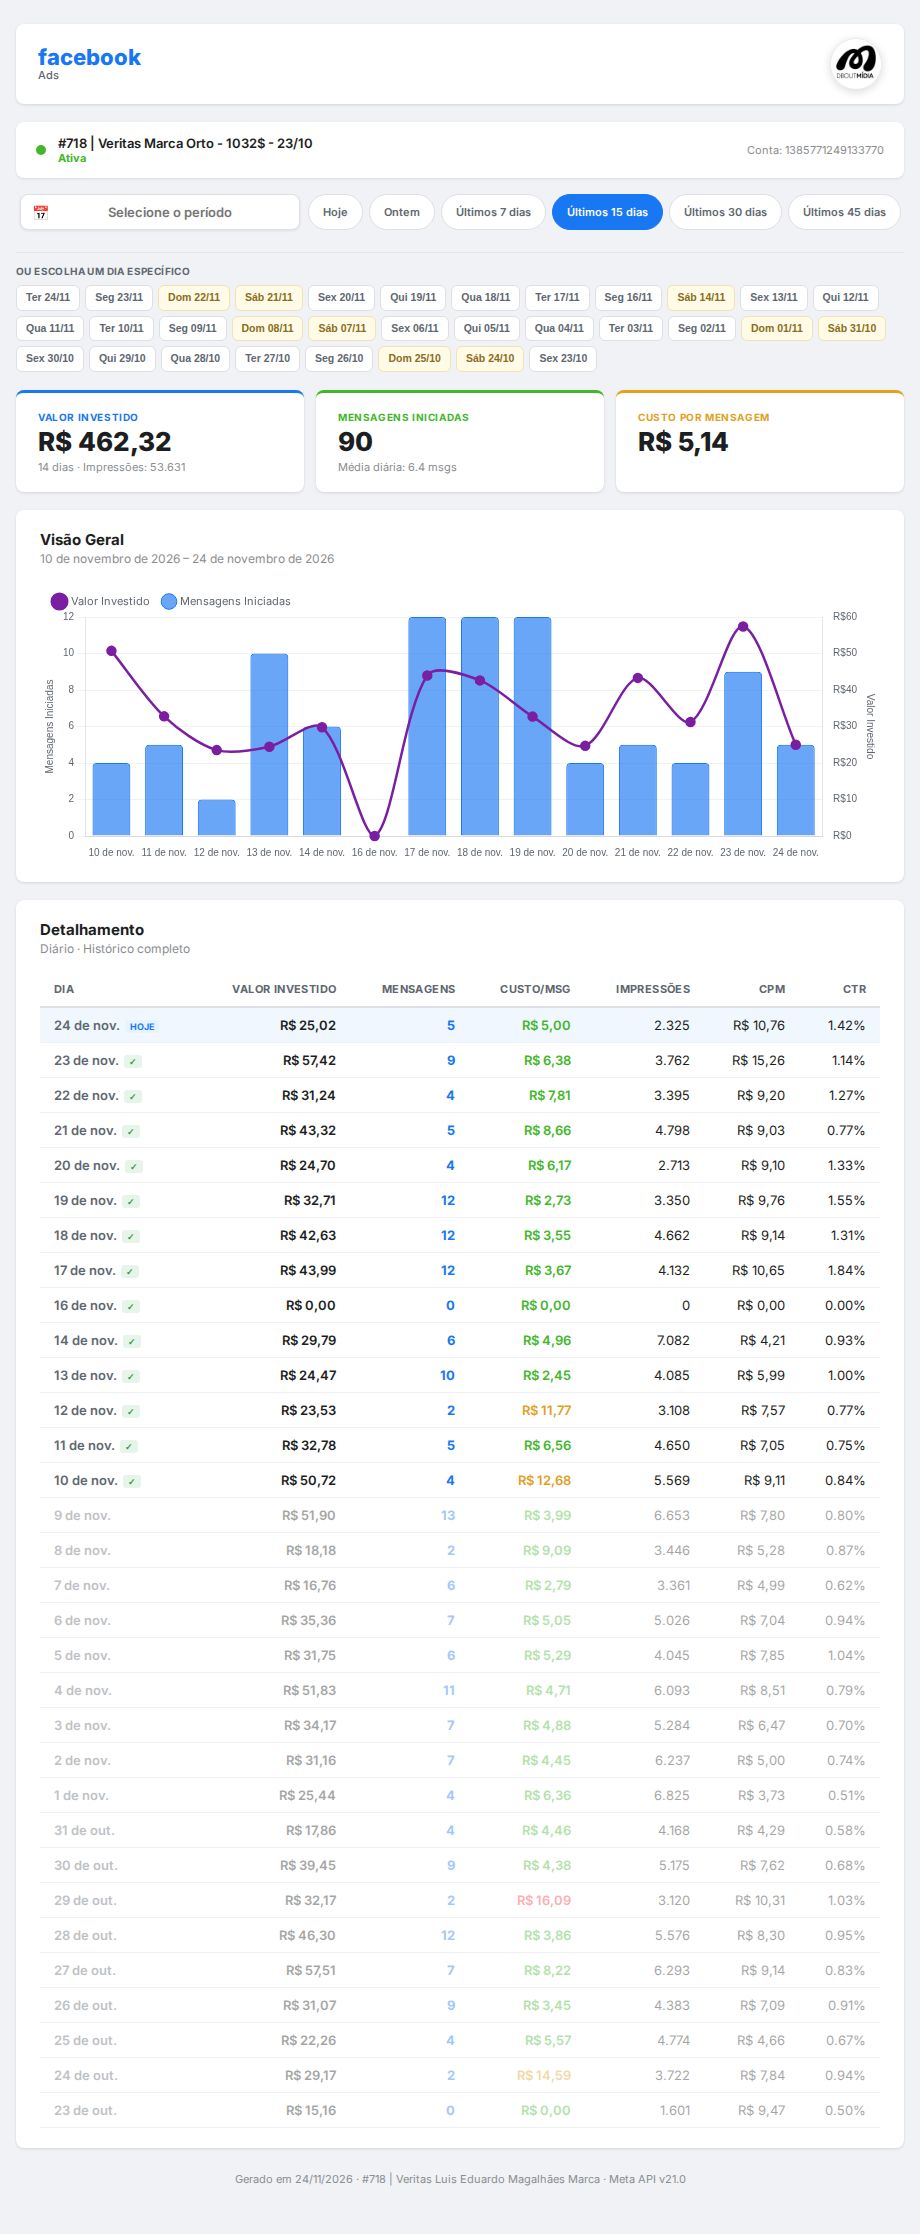 facebook
Ads
DBOUTMÍDIA
#718 | Veritas Marca Orto - 1032$ - 23/10
Ativa
Conta: 1385771249133770
Selecione o período
Hoje
Ontem
Últimos 7 dias
Últimos 15 dias
Últimos 30 dias
Últimos 45 dias
OU ESCOLHA UM DIA ESPECÍFICO
Ter 24/11 Seg 23/11 Dom 22/11 Sáb 21/11 Sex 20/11 Qui 19/11 Qua 18/11 Ter 17/11 Seg 16/11 Sáb 14/11 Sex 13/11 Qui 12/11
Qua 11/11 Ter 10/11 Seg 09/11 Dom 08/11 Sáb 07/11 Sex 06/11 Qui 05/11 Qua 04/11 Ter 03/11 Seg 02/11 Dom 01/11 Sáb 31/10
Sex 30/10 Qui 29/10 Qua 28/10 Ter 27/10 Seg 26/10 Dom 25/10 Sáb 24/10 Sex 23/10
VALOR INVESTIDO
R$ 462,32
14 dias · Impressões: 53.631
MENSAGENS INICIADAS
90
Média diária: 6.4 msgs
CUSTO POR MENSAGEM
R$ 5,14
Visão Geral
10 de novembro de 2026 – 24 de novembro de 2026
Valor Investido Mensagens Iniciadas
12 R$60
10 R$50
8 R$40
6 R$30
4 R$20
2 R$10
0 R$0
Mensagens Iniciadas
Valor Investido
10 de nov. 11 de nov. 12 de nov. 13 de nov. 14 de nov. 16 de nov. 17 de nov. 18 de nov. 19 de nov. 20 de nov. 21 de nov. 22 de nov. 23 de nov. 24 de nov.
Detalhamento
Diário · Histórico completo
DIA VALOR INVESTIDO MENSAGENS CUSTO/MSG IMPRESSÕES CPM CTR
24 de nov. HOJE R$ 25,02 5 R$ 5,00 2.325 R$ 10,76 1.42%
23 de nov. ✓ R$ 57,42 9 R$ 6,38 3.762 R$ 15,26 1.14%
22 de nov. ✓ R$ 31,24 4 R$ 7,81 3.395 R$ 9,20 1.27%
21 de nov. ✓ R$ 43,32 5 R$ 8,66 4.798 R$ 9,03 0.77%
20 de nov. ✓ R$ 24,70 4 R$ 6,17 2.713 R$ 9,10 1.33%
19 de nov. ✓ R$ 32,71 12 R$ 2,73 3.350 R$ 9,76 1.55%
18 de nov. ✓ R$ 42,63 12 R$ 3,55 4.662 R$ 9,14 1.31%
17 de nov. ✓ R$ 43,99 12 R$ 3,67 4.132 R$ 10,65 1.84%
16 de nov. ✓ R$ 0,00 0 R$ 0,00 0 R$ 0,00 0.00%
14 de nov. ✓ R$ 29,79 6 R$ 4,96 7.082 R$ 4,21 0.93%
13 de nov. ✓ R$ 24,47 10 R$ 2,45 4.085 R$ 5,99 1.00%
12 de nov. ✓ R$ 23,53 2 R$ 11,77 3.108 R$ 7,57 0.77%
11 de nov. ✓ R$ 32,78 5 R$ 6,56 4.650 R$ 7,05 0.75%
10 de nov. ✓ R$ 50,72 4 R$ 12,68 5.569 R$ 9,11 0.84%
9 de nov. R$ 51,90 13 R$ 3,99 6.653 R$ 7,80 0.80%
8 de nov. R$ 18,18 2 R$ 9,09 3.446 R$ 5,28 0.87%
7 de nov. R$ 16,76 6 R$ 2,79 3.361 R$ 4,99 0.62%
6 de nov. R$ 35,36 7 R$ 5,05 5.026 R$ 7,04 0.94%
5 de nov. R$ 31,75 6 R$ 5,29 4.045 R$ 7,85 1.04%
4 de nov. R$ 51,83 11 R$ 4,71 6.093 R$ 8,51 0.79%
3 de nov. R$ 34,17 7 R$ 4,88 5.284 R$ 6,47 0.70%
2 de nov. R$ 31,16 7 R$ 4,45 6.237 R$ 5,00 0.74%
1 de nov. R$ 25,44 4 R$ 6,36 6.825 R$ 3,73 0.51%
31 de out. R$ 17,86 4 R$ 4,46 4.168 R$ 4,29 0.58%
30 de out. R$ 39,45 9 R$ 4,38 5.175 R$ 7,62 0.68%
29 de out. R$ 32,17 2 R$ 16,09 3.120 R$ 10,31 1.03%
28 de out. R$ 46,30 12 R$ 3,86 5.576 R$ 8,30 0.95%
27 de out. R$ 57,51 7 R$ 8,22 6.293 R$ 9,14 0.83%
26 de out. R$ 31,07 9 R$ 3,45 4.383 R$ 7,09 0.91%
25 de out. R$ 22,26 4 R$ 5,57 4.774 R$ 4,66 0.67%
24 de out. R$ 29,17 2 R$ 14,59 3.722 R$ 7,84 0.94%
23 de out. R$ 15,16 0 R$ 0,00 1.601 R$ 9,47 0.50%
Gerado em 24/11/2026 · #718 | Veritas Luis Eduardo Magalhães Marca · Meta API v21.0